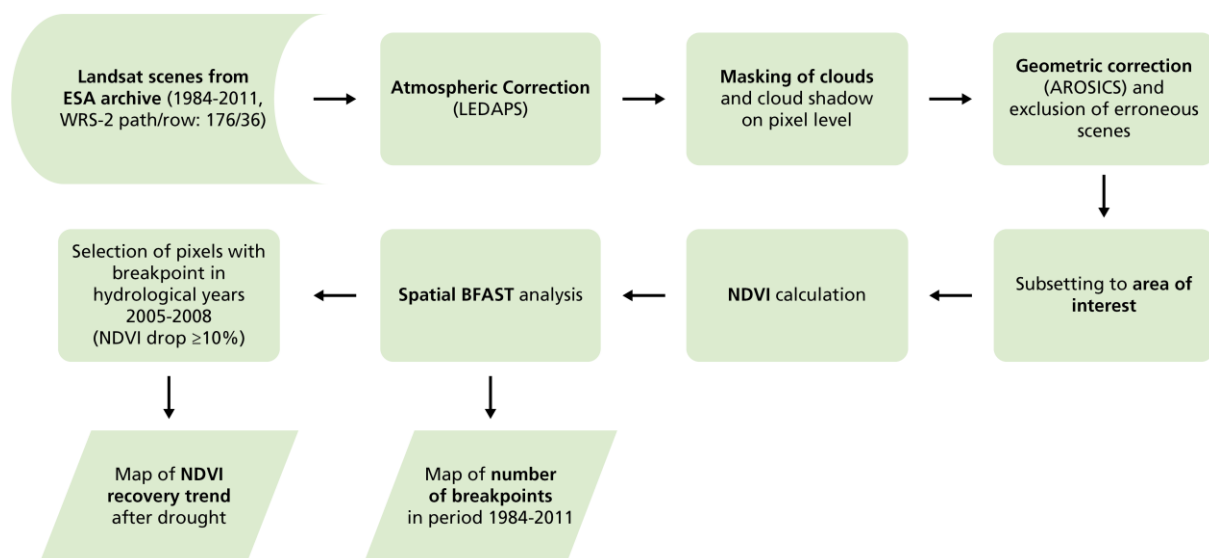 Landsat scenes from
ESA archive (1984-2011,
WRS-2 path/row: 176/36)
Atmospheric Correction
(LEDAPS)
Masking of clouds
and cloud shadow
on pixel level
Geometric correction
(AROSICS) and
exclusion of erroneous
scenes
Subsetting to area of
interest
NDVI calculation
Spatial BFAST analysis
Selection of pixels with
breakpoint in
hydrological years
2005-2008
(NDVI drop ≥10%)
Map of NDVI
recovery trend
after drought
Map of number
of breakpoints
in period 1984-2011